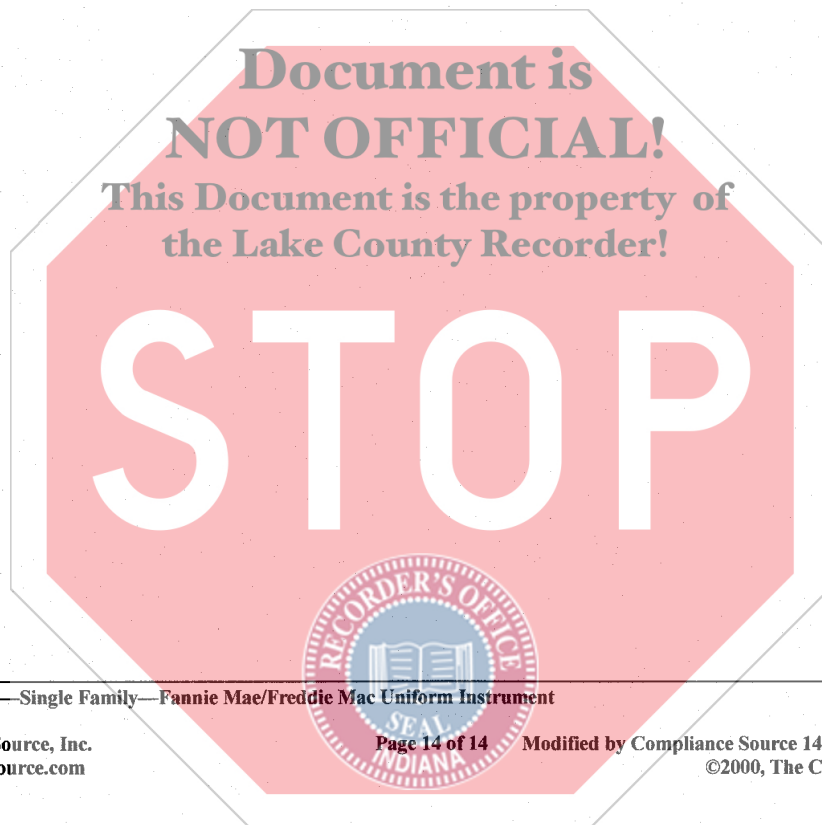 Document is
NOT OFFICIAL!
This Document is the property of
the Lake County Recorder!
STOP
RECORDER'S OFFICE
SEAL
INDIANA
—Single Family—Fannie Mae/Freddie Mac Uniform Instrument
ource, Inc. Page 14 of 14 Modified by Compliance Source 14
ource.com ©2000, The C